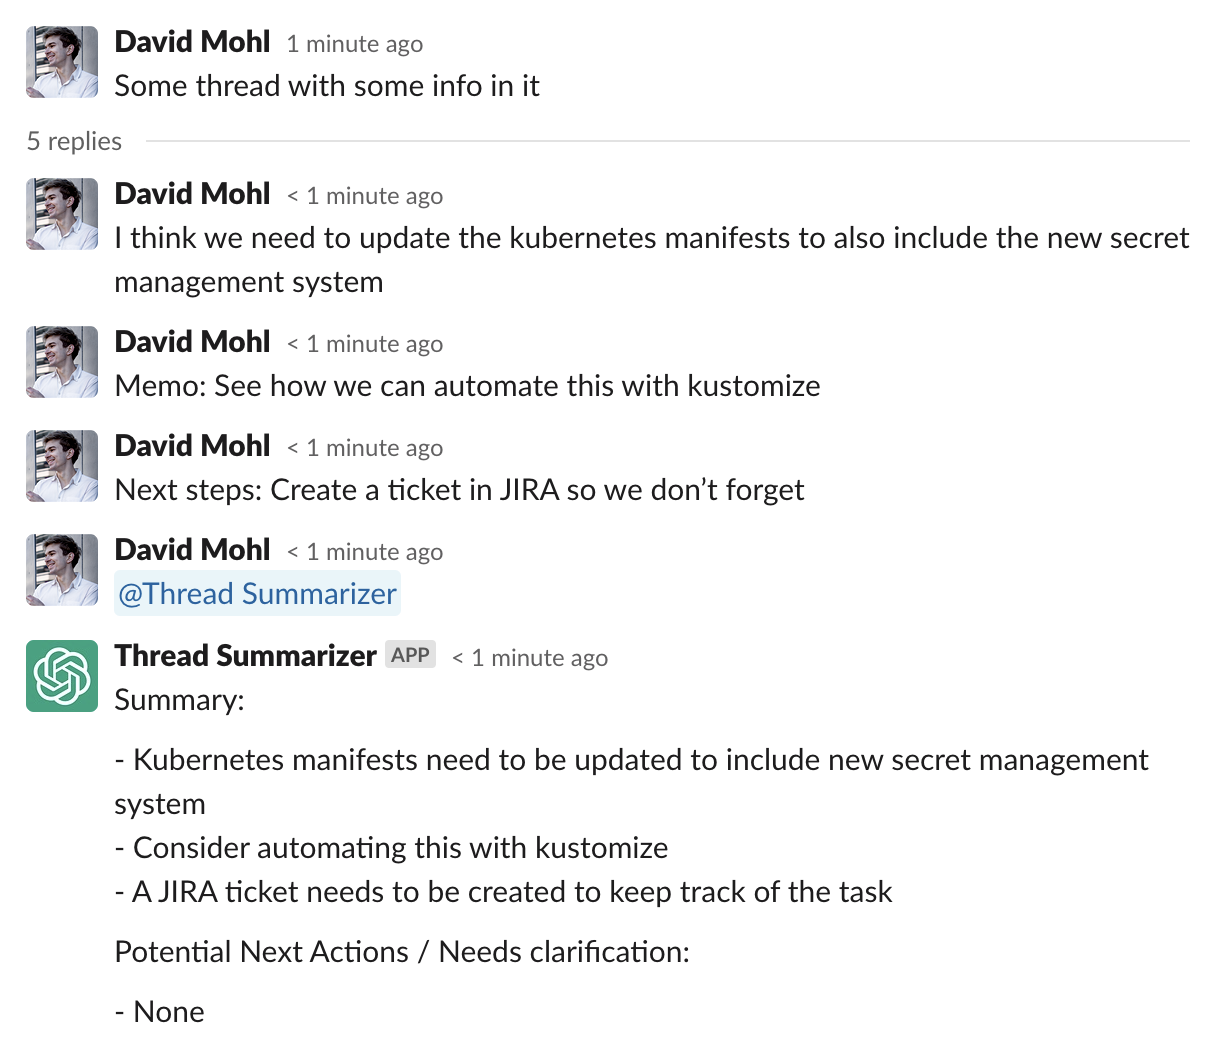 David Mohl 1 minute ago
Some thread with some info in it
5 replies
David Mohl < 1 minute ago
I think we need to update the kubernetes manifests to also include the new secret
management system
David Mohl < 1 minute ago
Memo: See how we can automate this with kustomize
David Mohl < 1 minute ago
Next steps: Create a ticket in JIRA so we don’t forget
David Mohl < 1 minute ago
@Thread Summarizer
Thread Summarizer APP < 1 minute ago
Summary:
- Kubernetes manifests need to be updated to include new secret management
system
- Consider automating this with kustomize
- A JIRA ticket needs to be created to keep track of the task
Potential Next Actions / Needs clarification:
- None